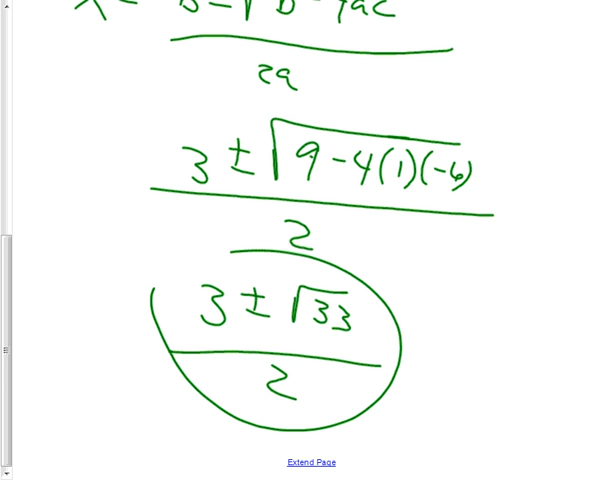 2a
3 ± √9 - 4(1)(-6)
2
3 ± √33
2
Extend Page